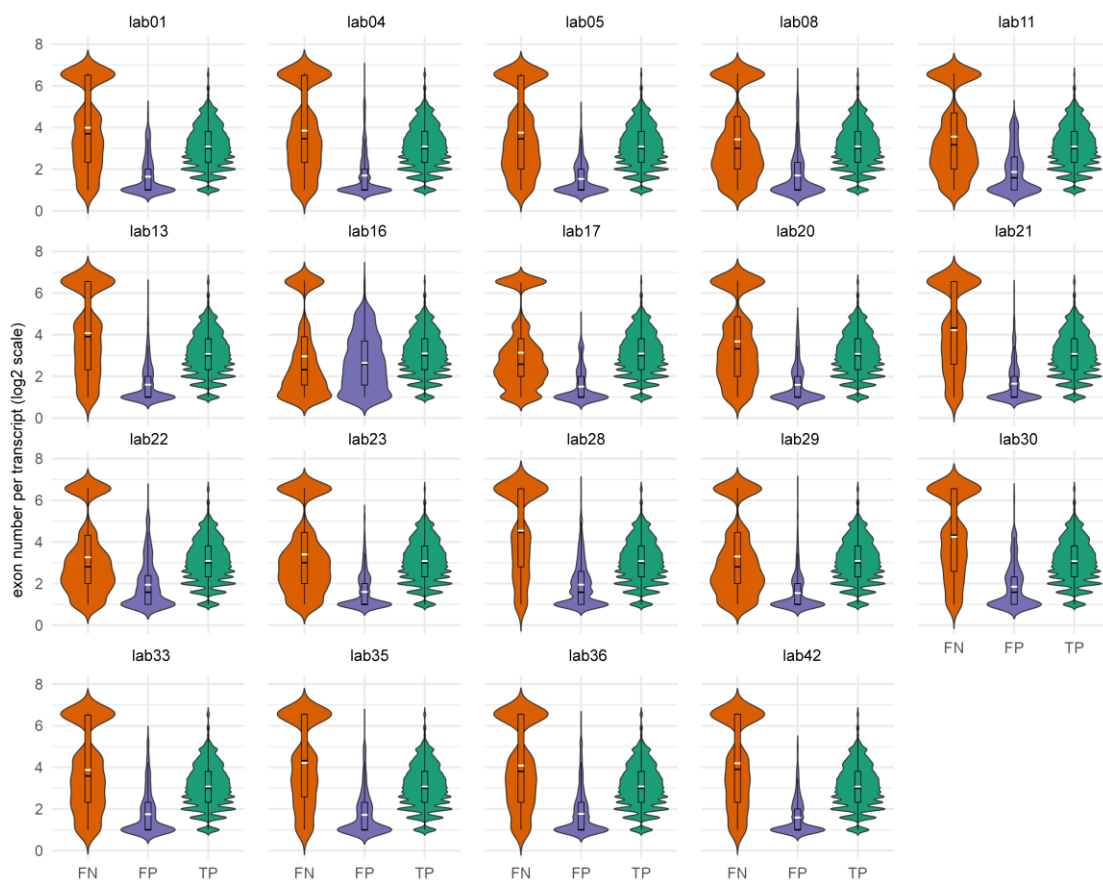 lab01 lab04 lab05 lab08 lab11
8
6
4
2
0
lab13 lab16 lab17 lab20 lab21
8
6
4
2
0
exon number per transcript (log2 scale)
lab22 lab23 lab28 lab29 lab30
8
6
4
2
0
FN FP TP
lab33 lab35 lab36 lab42
8
6
4
2
0
FN FP TP FN FP TP FN FP TP FN FP TP